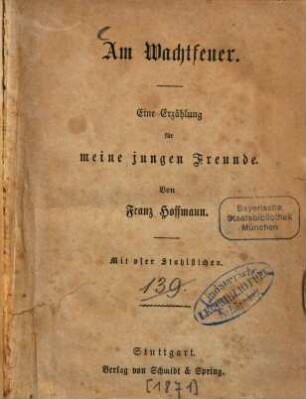 Am Wachtfeuer.
Eine Erzählung
für
meine jungen Freunde.
Von
Franz Hoffmann.
Bayerische
Staatsbibliothek
München
Mit vier Stahlstichen.
139.
Stuttgart.
Verlag von Schmidt & Spring.
[1871]